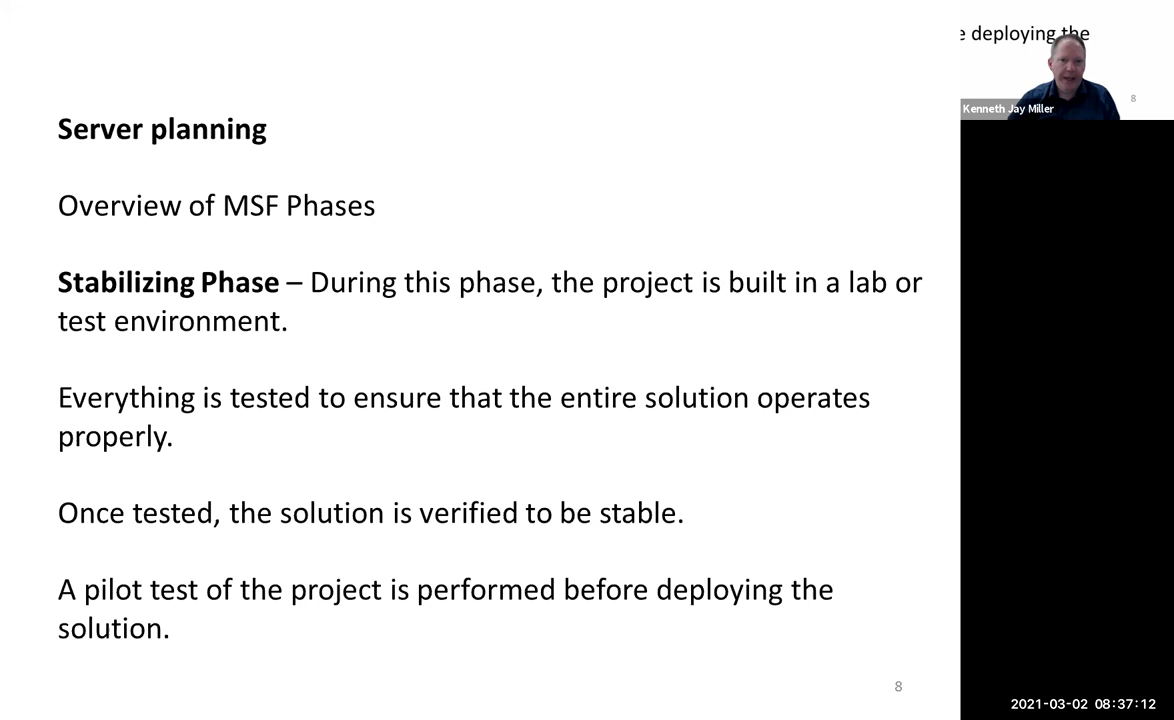 Server planning
Overview of MSF Phases
Stabilizing Phase – During this phase, the project is built in a lab or
test environment.
Everything is tested to ensure that the entire solution operates
properly.
Once tested, the solution is verified to be stable.
A pilot test of the project is performed before deploying the
solution.
8
e deploying the
8
Kenneth Jay Miller
2021-03-02 08:37:12